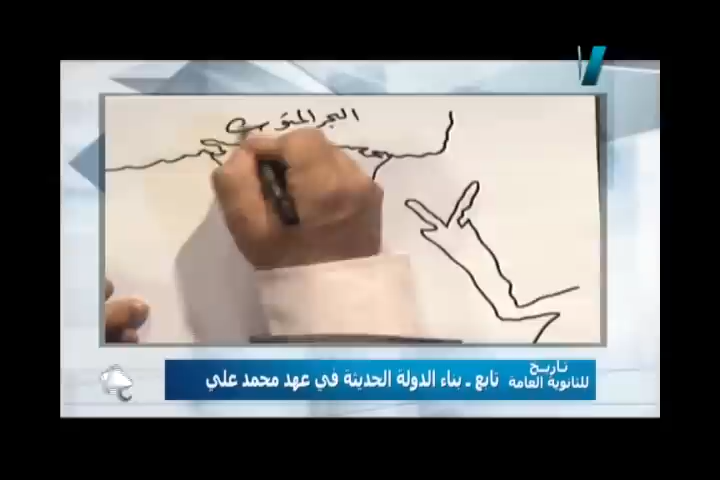 البحر المتوسط
تاريخ
للثانوية العامة
تابع ـ بناء الدولة الحديثة في عهد محمد علي